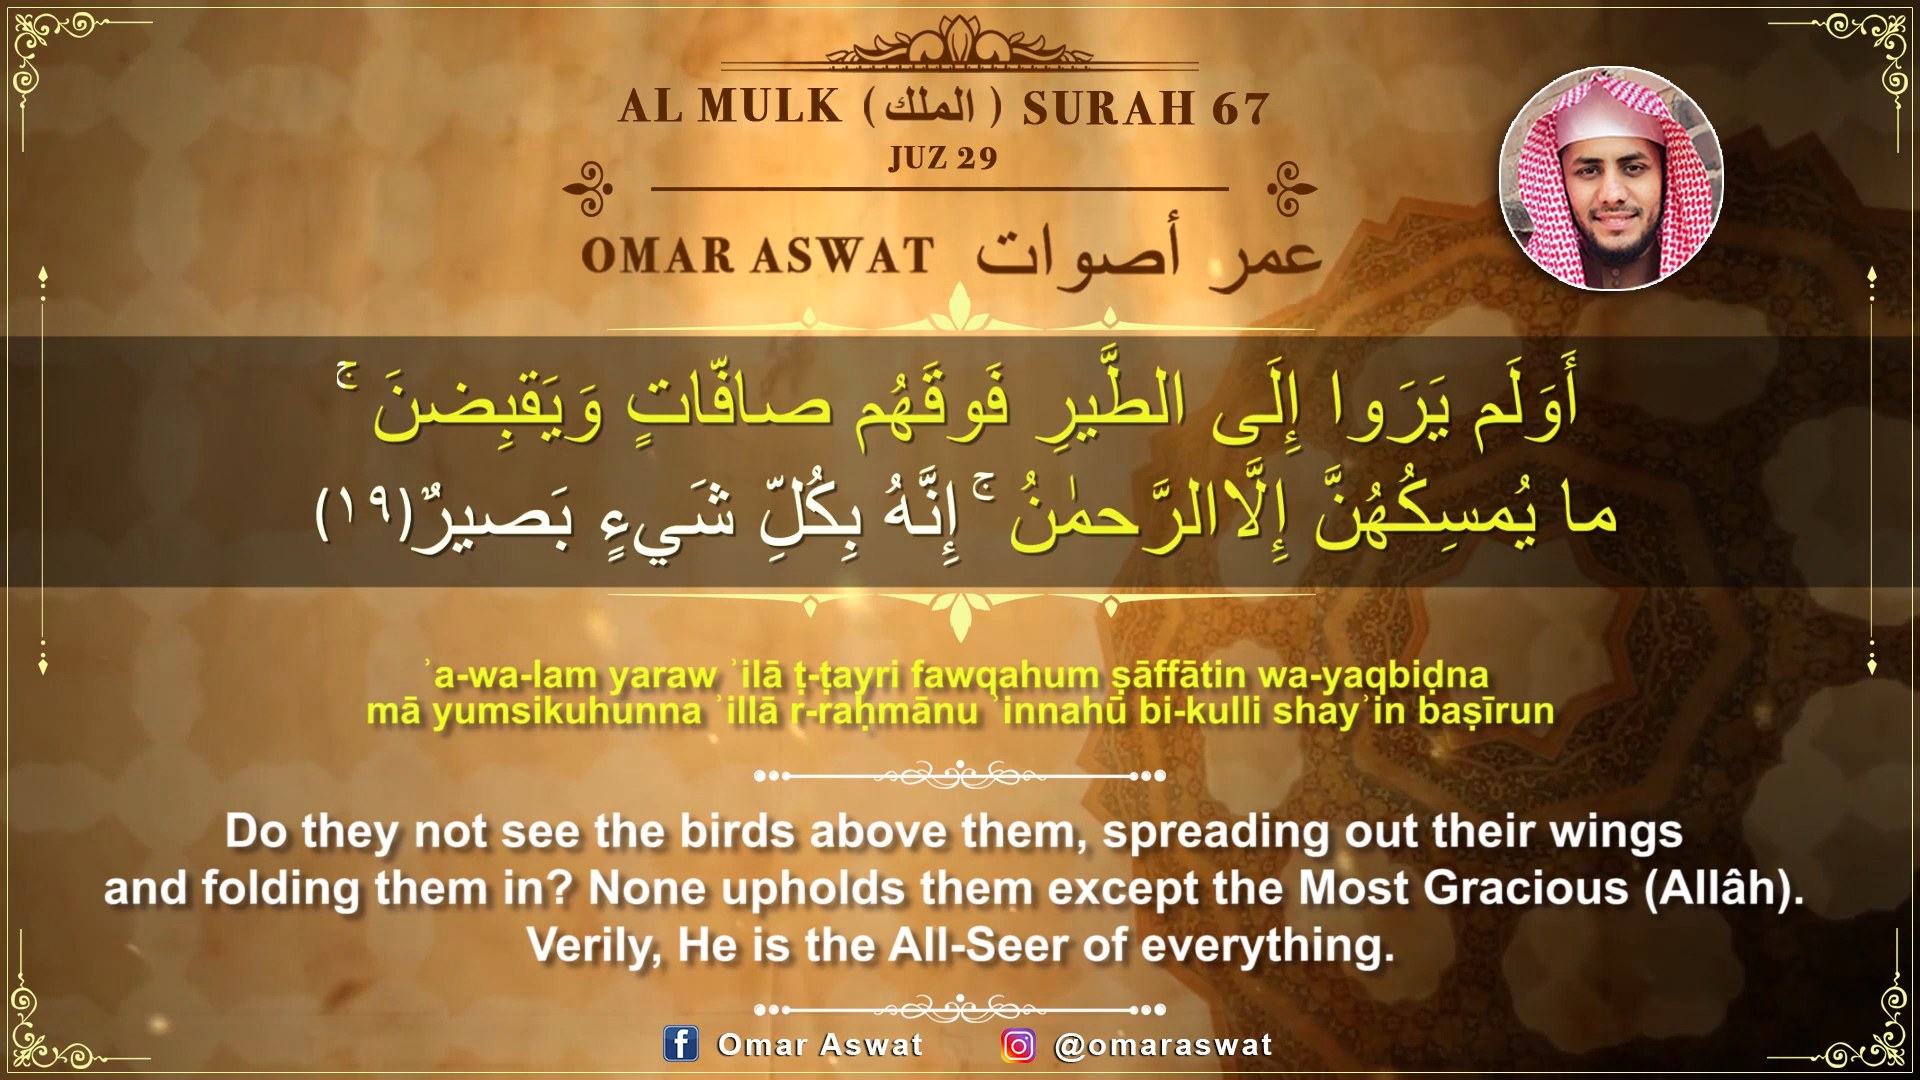 AL MULK (الملك) SURAH 67
JUZ 29
OMAR ASWAT عمر أصوات
أَوَلَم يَرَوا إِلَى الطَّيرِ فَوقَهُم صافّاتٍ وَيَقبِضنَ ۚ
ما يُمسِكُهُنَّ إِلَّاالرَّحمٰنُ ۚ إِنَّهُ بِكُلِّ شَيءٍ بَصيرٌ(١٩)
ʾa-wa-lam yaraw ʾilā ṭ-ṭayri fawqahum ṣāffātin wa-yaqbiḍna
mā yumsikuhunna ʾillā r-raḥmānu ʾinnahū bi-kulli shayʾin baṣīrun
Do they not see the birds above them, spreading out their wings
and folding them in? None upholds them except the Most Gracious (Allâh).
Verily, He is the All-Seer of everything.
f Omar Aswat @omaraswat